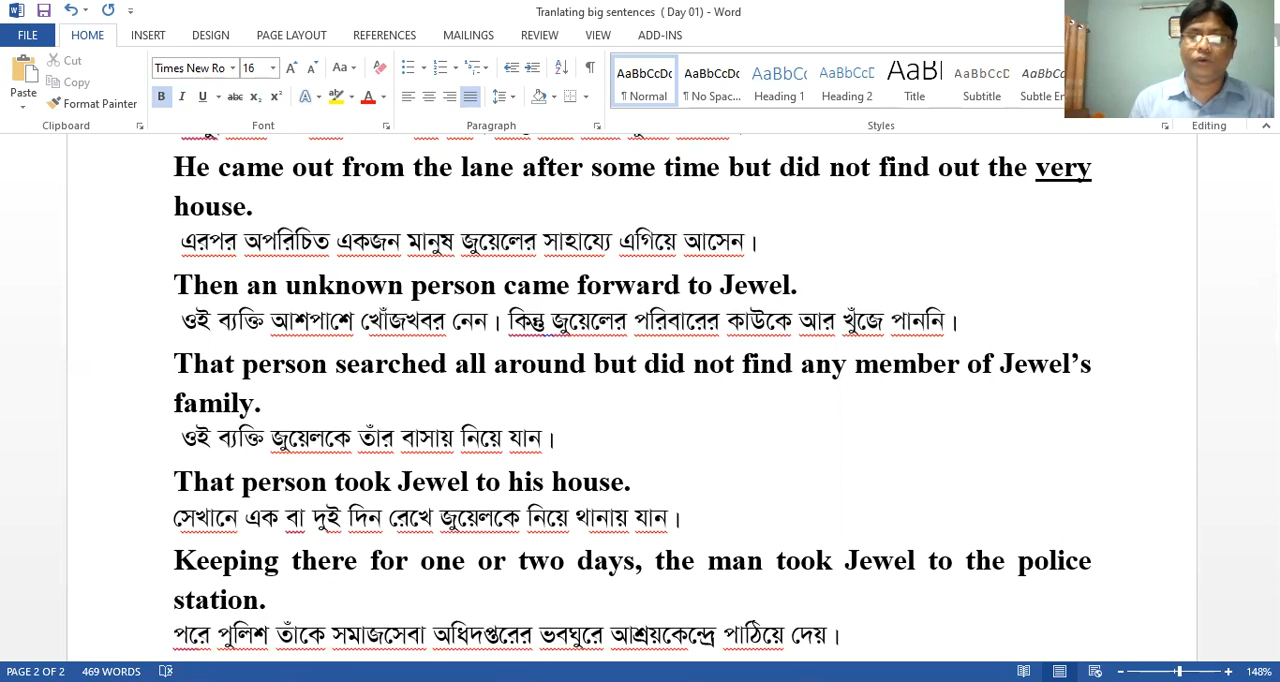 Tranlating big sentences ( Day 01) - Word
FILE HOME INSERT DESIGN PAGE LAYOUT REFERENCES MAILINGS REVIEW VIEW ADD-INS
Paste
Cut
Copy
Format Painter
Times New Ro 16
AaBbCcDc AaBbCcDc AaBbCc AaBbCcC AaBI AaBbCcC AaBbCcDc
¶ Normal ¶ No Spac... Heading 1 Heading 2 Title Subtitle Subtle Em
Clipboard Font Paragraph Styles Editing
He came out from the lane after some time but did not find out the very
house.
এরপর অপরিচিত একজন মানুষ জুয়েলের সাহায্যে এগিয়ে আসেন।
Then an unknown person came forward to Jewel.
ওই ব্যক্তি আশপাশে খোঁজখবর নেন। কিন্তু জুয়েলের পরিবারের কাউকে আর খুঁজে পাননি।
That person searched all around but did not find any member of Jewel’s
family.
ওই ব্যক্তি জুয়েলকে তাঁর বাসায় নিয়ে যান।
That person took Jewel to his house.
সেখানে এক বা দুই দিন রেখে জুয়েলকে নিয়ে থানায় যান।
Keeping there for one or two days, the man took Jewel to the police
station.
পরে পুলিশ তাঁকে সমাজসেবা অধিদপ্তরের ভবঘুরে আশ্রয়কেন্দ্রে পাঠিয়ে দেয়।
PAGE 2 OF 2 469 WORDS 148%